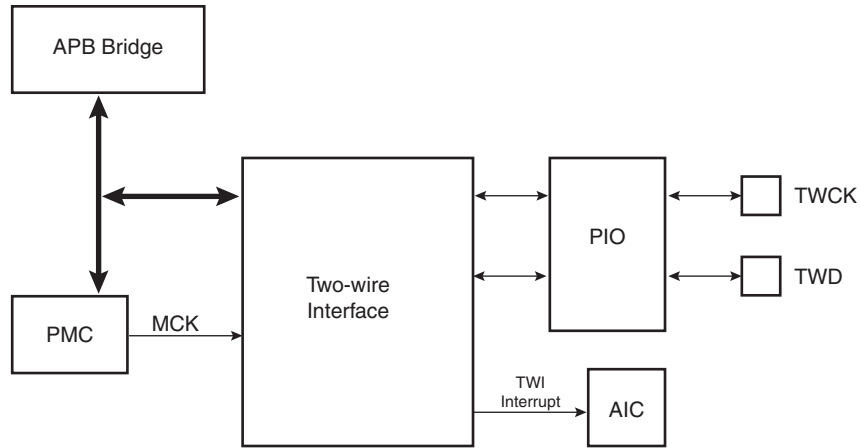 APB Bridge
Two-wire
Interface
PIO
TWCK
TWD
PMC
MCK
TWI
Interrupt
AIC